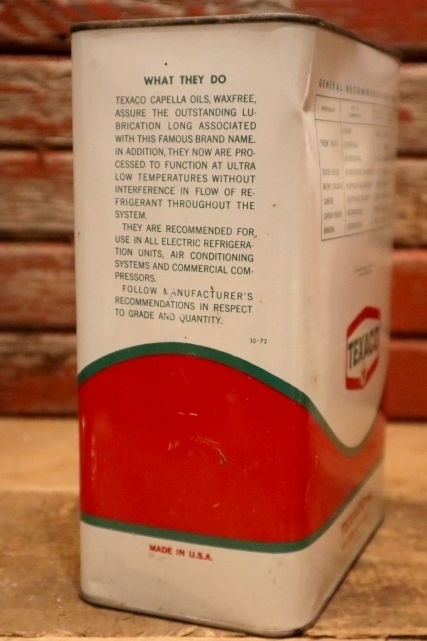 WHAT THEY DO
TEXACO CAPELLA OILS, WAXFREE,
ASSURE THE OUTSTANDING LU-
BRICATION LONG ASSOCIATED
WITH THIS FAMOUS BRAND NAME.
IN ADDITION, THEY NOW ARE PRO-
CESSED TO FUNCTION AT ULTRA
LOW TEMPERATURES WITHOUT
INTERFERENCE IN FLOW OF RE-
FRIGERANT THROUGHOUT THE
SYSTEM.
THEY ARE RECOMMENDED FOR
USE IN ALL ELECTRIC REFRIGERA-
TION UNITS, AIR CONDITIONING
SYSTEMS AND COMMERCIAL COM-
PRESSORS.
FOLLOW MANUFACTURER'S
RECOMMENDATIONS IN RESPECT
TO GRADE AND QUANTITY.
10-72
MADE IN U.S.A.
GENERAL
TEXACO